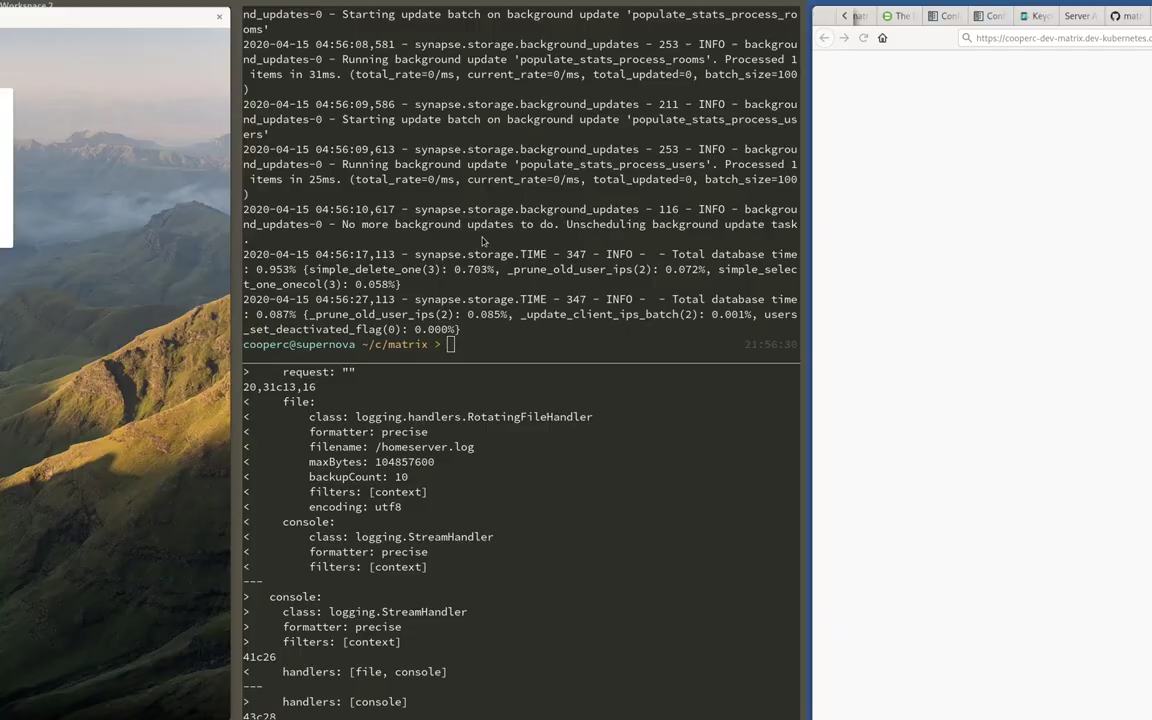 Workspace 2
nd_updates-0 - Starting update batch on background update 'populate_stats_process_ro
oms'
2020-04-15 04:56:08,581 - synapse.storage.background_updates - 253 - INFO - backgrou
nd_updates-0 - Running background update 'populate_stats_process_rooms'. Processed 1
 items in 31ms. (total_rate=0/ms, current_rate=0/ms, total_updated=0, batch_size=100
)
2020-04-15 04:56:09,586 - synapse.storage.background_updates - 211 - INFO - backgrou
nd_updates-0 - Starting update batch on background update 'populate_stats_process_us
ers'
2020-04-15 04:56:09,613 - synapse.storage.background_updates - 253 - INFO - backgrou
nd_updates-0 - Running background update 'populate_stats_process_users'. Processed 1
 items in 25ms. (total_rate=0/ms, current_rate=0/ms, total_updated=0, batch_size=100
)
2020-04-15 04:56:10,617 - synapse.storage.background_updates - 116 - INFO - backgrou
nd_updates-0 - No more background updates to do. Unscheduling background update task
.
2020-04-15 04:56:17,113 - synapse.storage.TIME - 347 - INFO -  - Total database time
: 0.953% {simple_delete_one(3): 0.703%, _prune_old_user_ips(2): 0.072%, simple_selec
t_one_onecol(3): 0.058%}
2020-04-15 04:56:27,113 - synapse.storage.TIME - 347 - INFO -  - Total database time
: 0.087% {_prune_old_user_ips(2): 0.085%, _update_client_ips_batch(2): 0.001%, users
_set_deactivated_flag(0): 0.000%}
cooperc@supernova ~/c/matrix > 21:56:30
>     request: ""
20,31c13,16
<     file:
<         class: logging.handlers.RotatingFileHandler
<         formatter: precise
<         filename: /homeserver.log
<         maxBytes: 104857600
<         backupCount: 10
<         filters: [context]
<         encoding: utf8
<     console:
<         class: logging.StreamHandler
<         formatter: precise
<         filters: [context]
---
>   console:
>     class: logging.StreamHandler
>     formatter: precise
>     filters: [context]
41c26
<     handlers: [file, console]
---
>     handlers: [console]
43c28
mat The Con Con Keyc Server A matr
https://cooperc-dev-matrix.dev-kubernetes.c